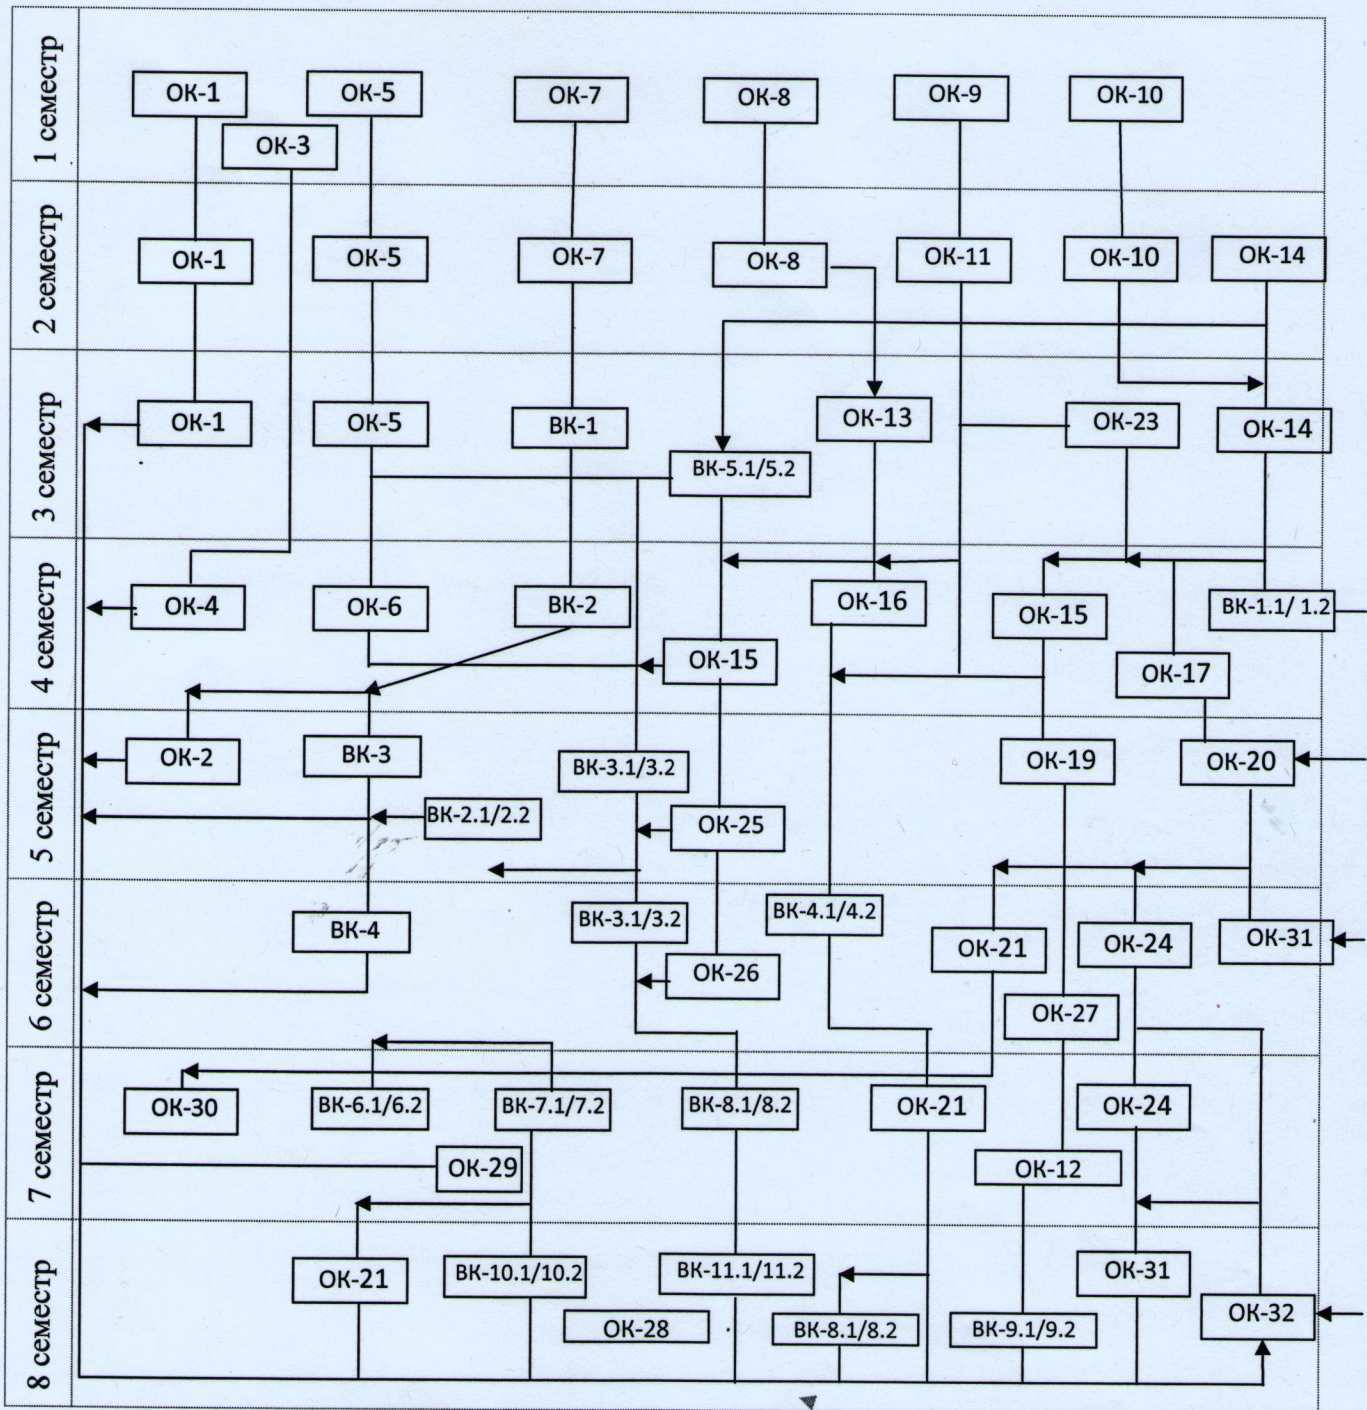 1 семестр
ОК-1
ОК-5
ОК-7
ОК-8
ОК-9
ОК-10
ОК-3
2 семестр
ОК-1
ОК-5
ОК-7
ОК-8
ОК-11
ОК-10
ОК-14
3 семестр
ОК-1
ОК-5
ВК-1
ОК-13
ОК-23
ОК-14
ВК-5.1/5.2
4 семестр
ОК-4
ОК-6
ВК-2
ОК-16
ОК-15
ВК-1.1/ 1.2
ОК-15
ОК-17
5 семестр
ОК-2
ВК-3
ВК-3.1/3.2
ОК-19
ОК-20
ВК-2.1/2.2
ОК-25
6 семестр
ВК-4
ВК-3.1/3.2
ВК-4.1/4.2
ОК-21
ОК-24
ОК-31
ОК-26
ОК-27
7 семестр
ОК-30
ВК-6.1/6.2
ВК-7.1/7.2
ВК-8.1/8.2
ОК-21
ОК-24
ОК-29
ОК-12
8 семестр
ОК-21
ВК-10.1/10.2
ВК-11.1/11.2
ОК-31
ОК-28
ВК-8.1/8.2
ВК-9.1/9.2
ОК-32